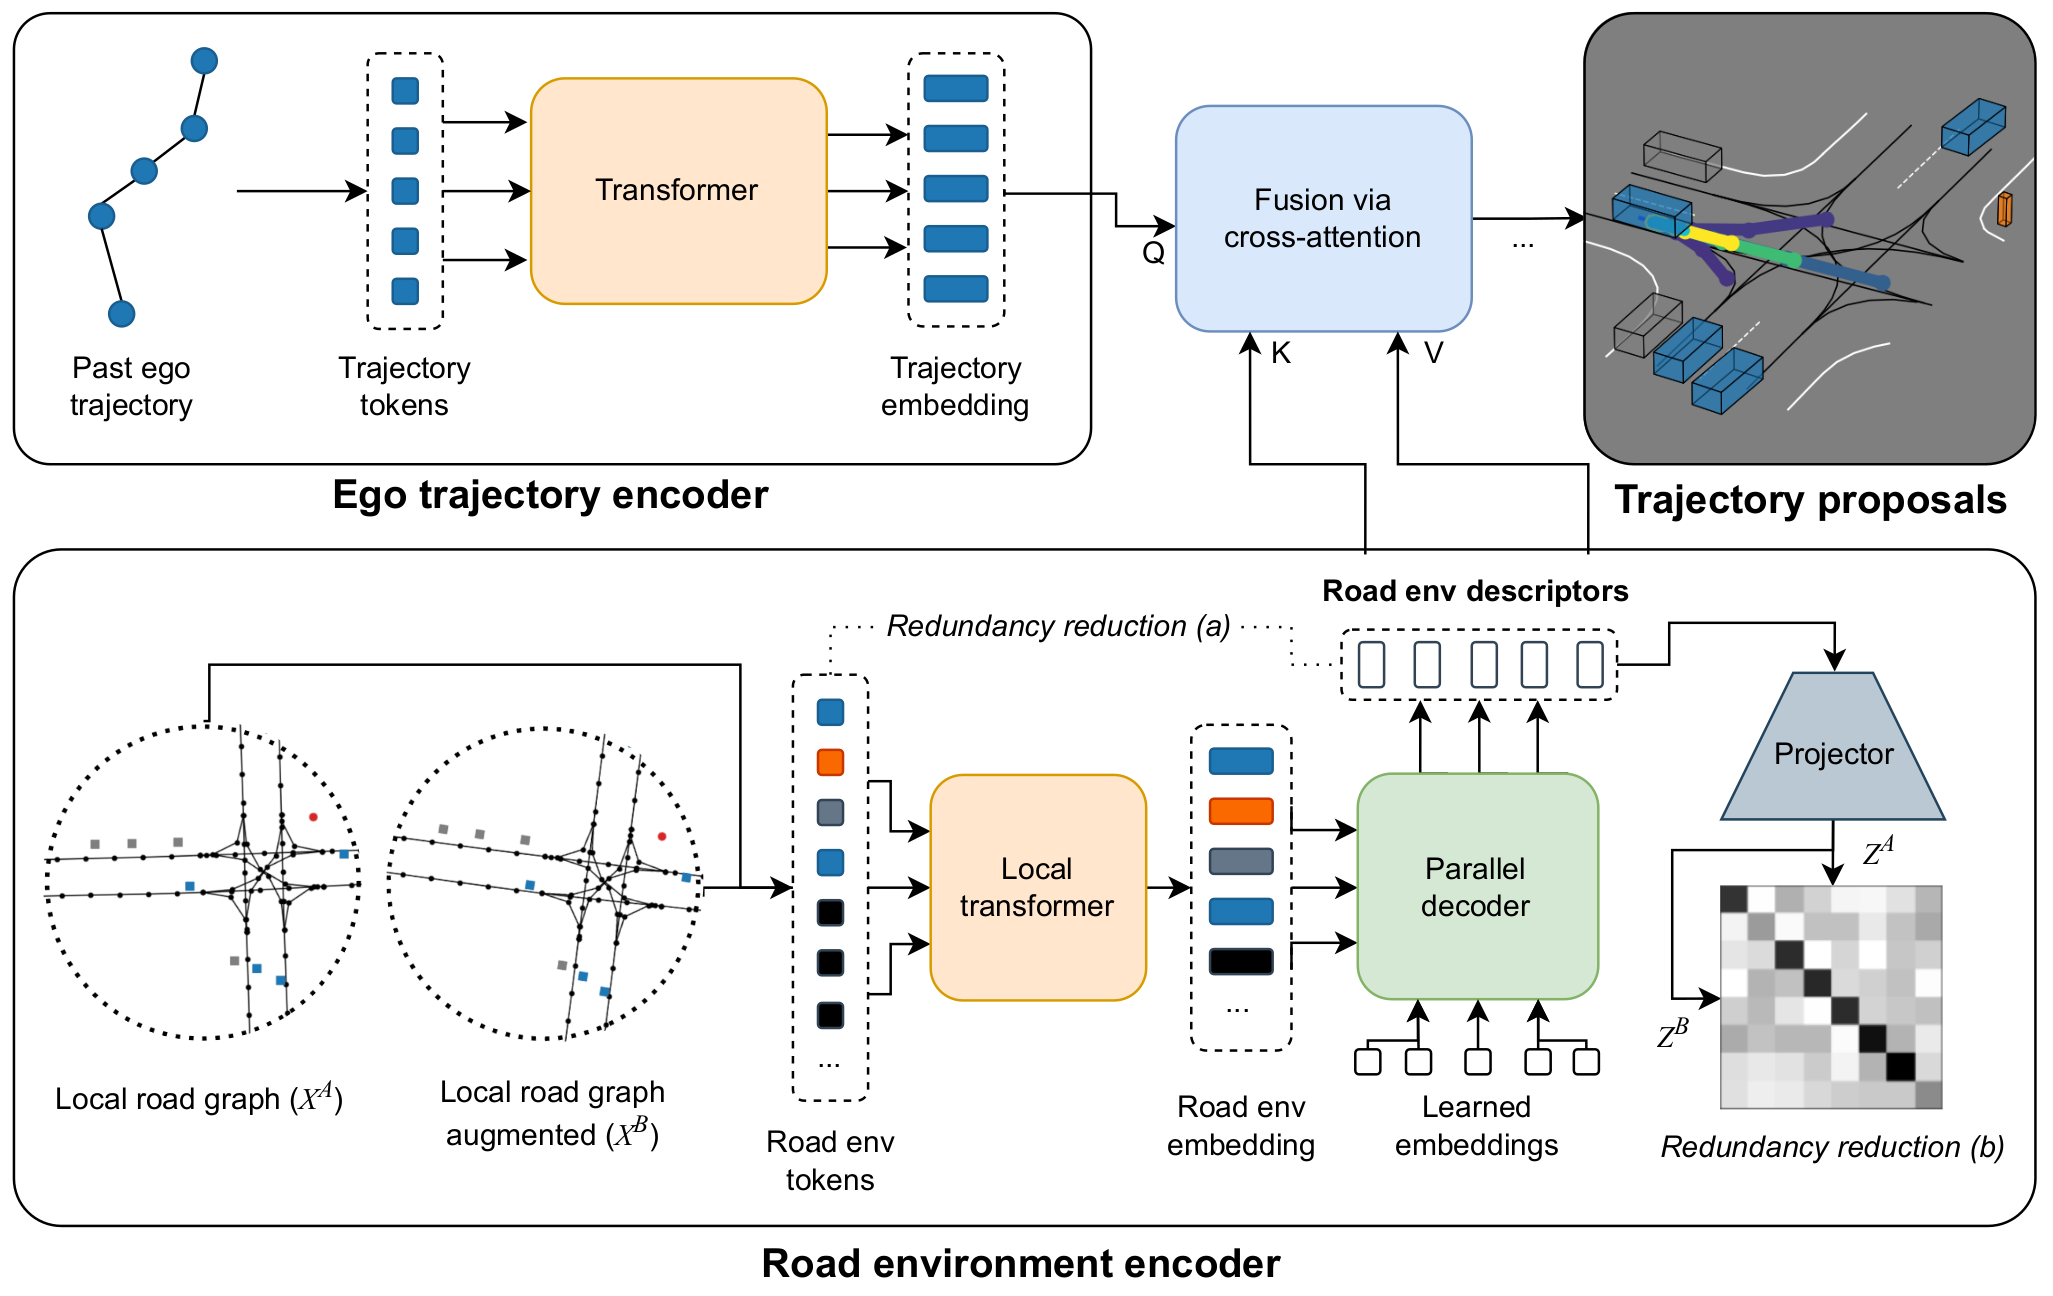 Past ego
trajectory
Trajectory
tokens
Transformer
Trajectory
embedding
Q
Fusion via
cross-attention
K
V
...
Ego trajectory encoder
Trajectory proposals
Road env descriptors
Redundancy reduction (a)
Projector
Z^A
Z^B
Local
transformer
Parallel
decoder
...
...
Local road graph (X^A)
Local road graph
augmented (X^B)
Road env
tokens
Road env
embedding
Learned
embeddings
Redundancy reduction (b)
Road environment encoder